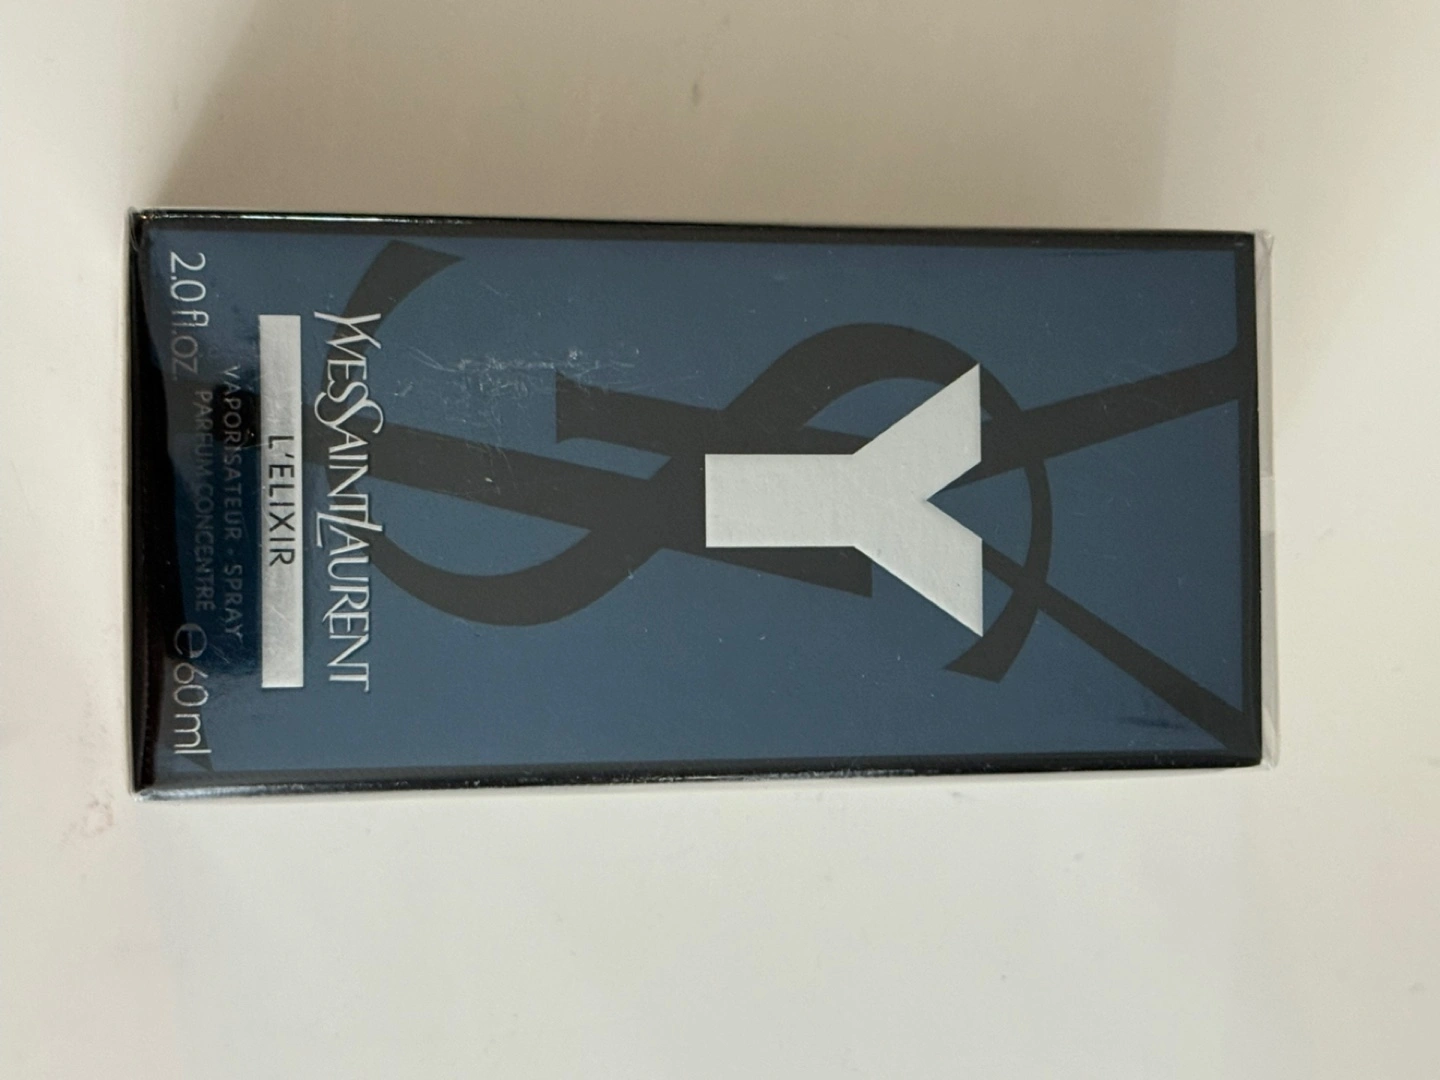 Y
YVESSAINTLAURENT
L'ELIXIR
VAPORISATEUR • SPRAY
PARFUM CONCENTRÉ
2.0 fl.oz. ℮ 60 ml